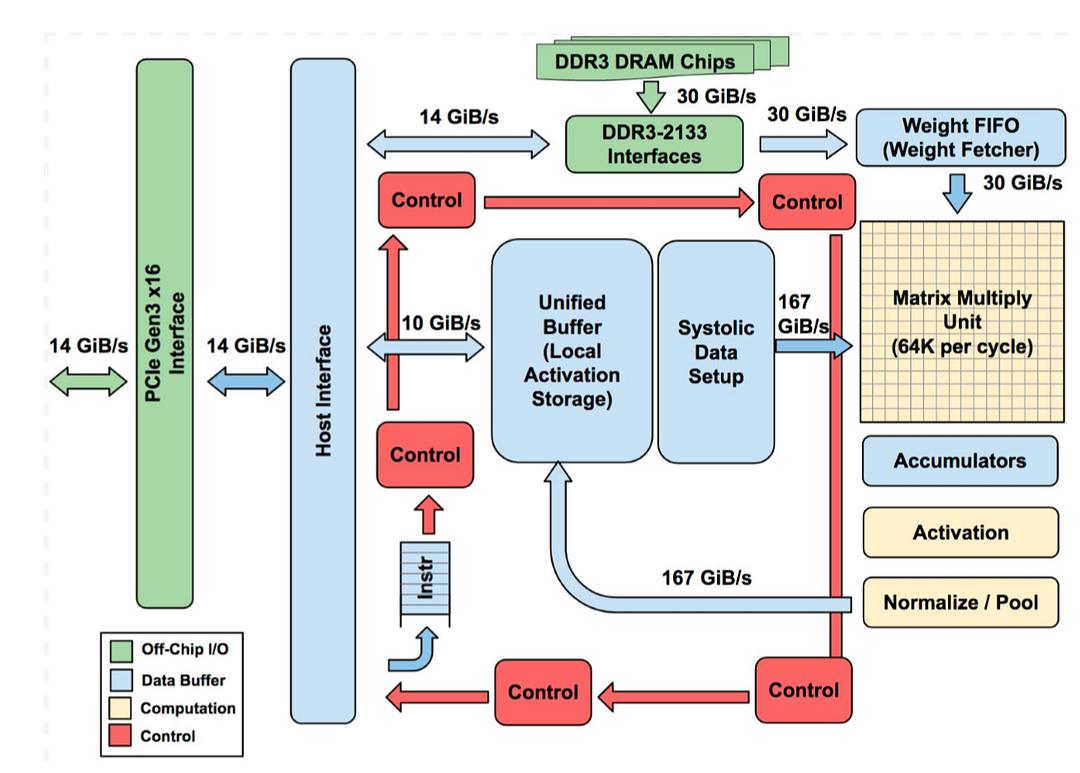 DDR3 DRAM Chips
30 GiB/s
14 GiB/s
DDR3-2133
Interfaces
30 GiB/s
Weight FIFO
(Weight Fetcher)
30 GiB/s
Control
Control
PCIe Gen3 x16
Interface
14 GiB/s
14 GiB/s
Host Interface
10 GiB/s
Unified
Buffer
(Local
Activation
Storage)
Systolic
Data
Setup
167
GiB/s
Matrix Multiply
Unit
(64K per cycle)
Control
Accumulators
Activation
Instr
167 GiB/s
Normalize / Pool
Control
Control
Off-Chip I/O
Data Buffer
Computation
Control